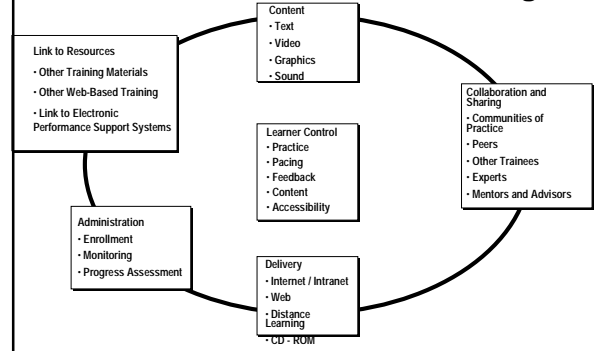 Content
• Text
• Video
• Graphics
• Sound
Link to Resources
• Other Training Materials
• Other Web-Based Training
• Link to Electronic
Performance Support Systems
Collaboration and
Sharing
• Communities of
Practice
• Peers
• Other Trainees
• Experts
• Mentors and Advisors
Learner Control
• Practice
• Pacing
• Feedback
• Content
• Accessibility
Administration
• Enrollment
• Monitoring
• Progress Assessment
Delivery
• Internet / Intranet
• Web
• Distance
Learning
• CD - ROM